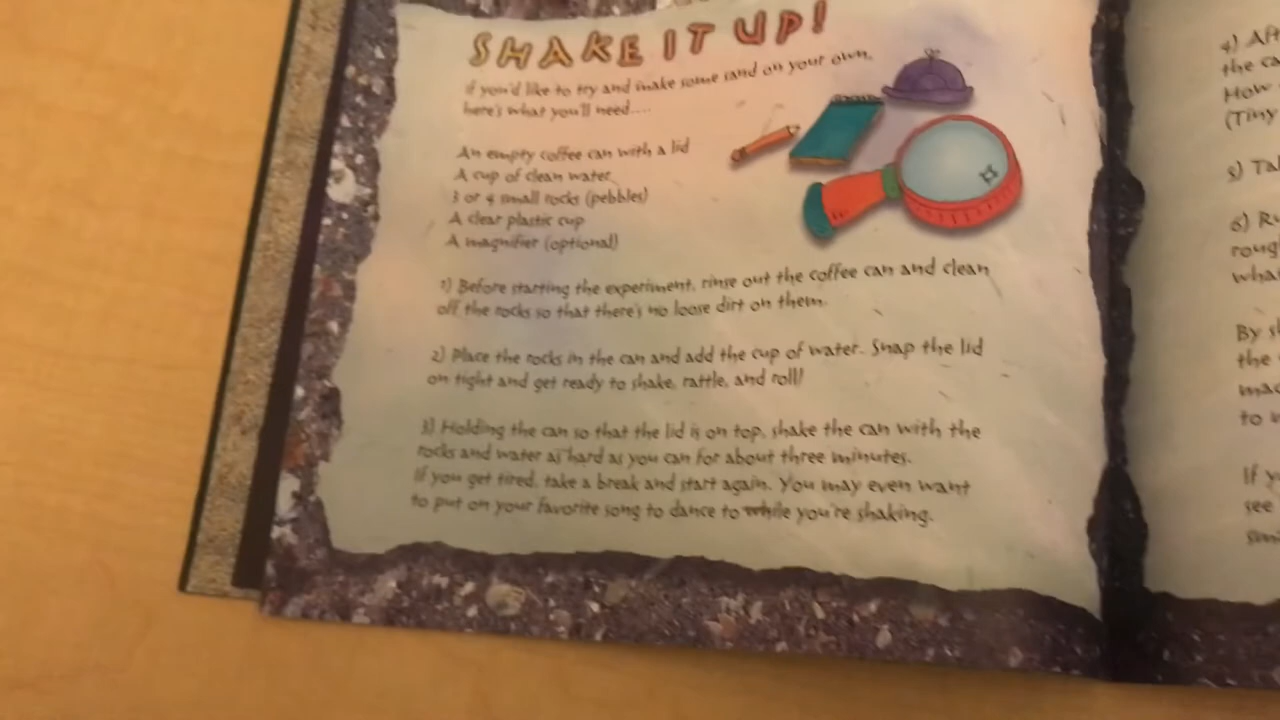 SHAKE IT UP!
If you'd like to try and make some sand on your own,
here's what you'll need....
An empty coffee can with a lid
A cup of clean water
3 or 4 small rocks (pebbles)
A clear plastic cup
A magnifier (optional)
1) Before starting the experiment, rinse out the coffee can and clean
off the rocks so that there's no loose dirt on them.
2) Place the rocks in the can and add the cup of water. Snap the lid
on tight and get ready to shake, rattle, and roll!
3) Holding the can so that the lid is on top, shake the can with the
rocks and water as hard as you can for about three minutes.
If you get tired, take a break and start again. You may even want
to put on your favorite song to dance to while you're shaking.
4)
the
How
(Tiny
5)
6)
By
the
to
If
see